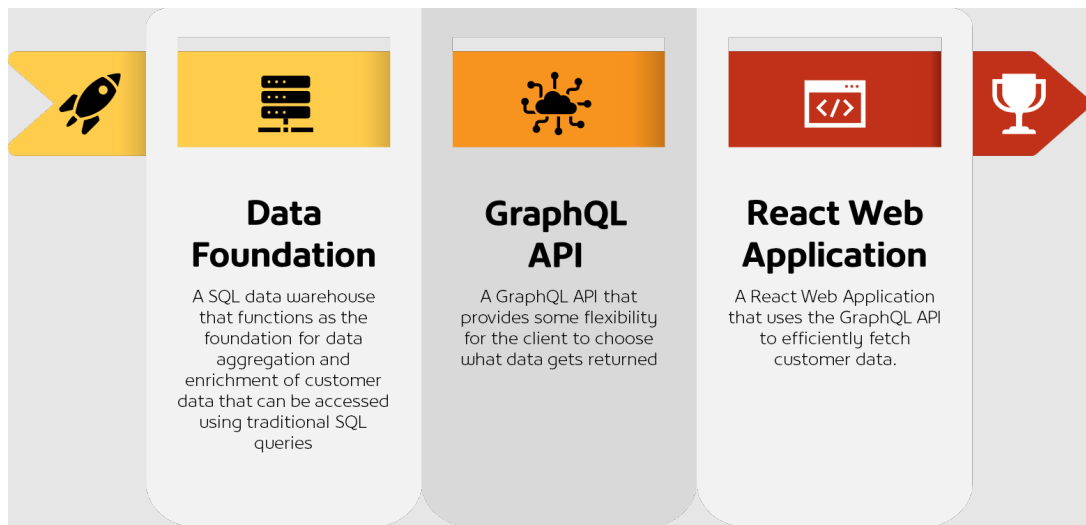 Data
Foundation
A SQL data warehouse
that functions as the
foundation for data
aggregation and
enrichment of customer
data that can be accessed
using traditional SQL
queries
GraphQL
API
A GraphQL API that
provides some flexibility
for the client to choose
what data gets returned
React Web
Application
A React Web Application
that uses the GraphQL API
to efficiently fetch
customer data.